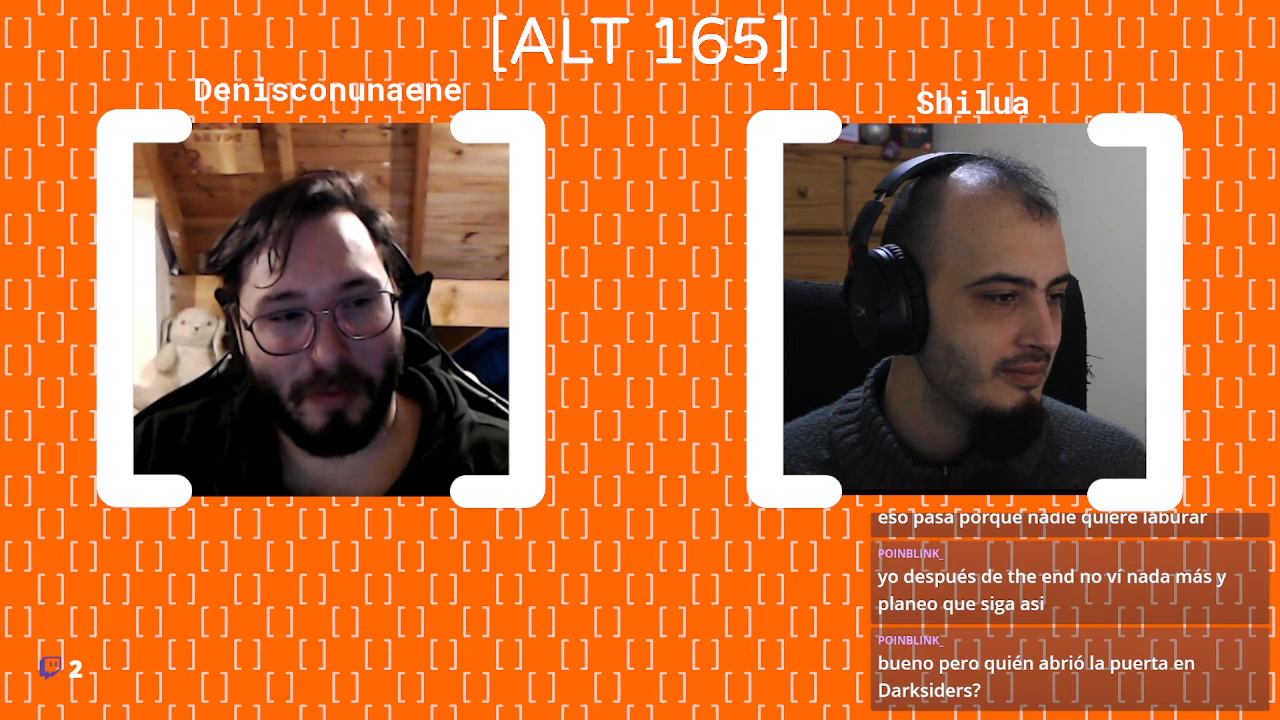 [ALT 165]
Denisconunaene
Shilua
eso pasa porque nadie quiere laburar
POINBLINK_
yo después de the end no ví nada más y
planeo que siga asi
POINBLINK_
bueno pero quién abrió la puerta en
Darksiders?
2